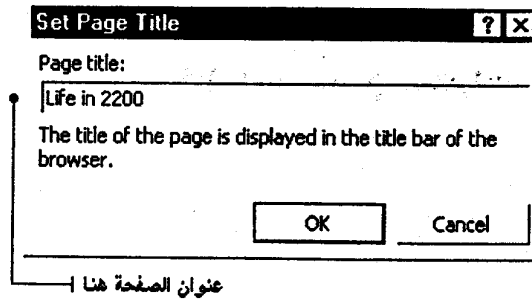 Set Page Title
Page title:
Life in 2200
The title of the page is displayed in the title bar of the
browser.
OK
Cancel
عنوان الصفحة هنا